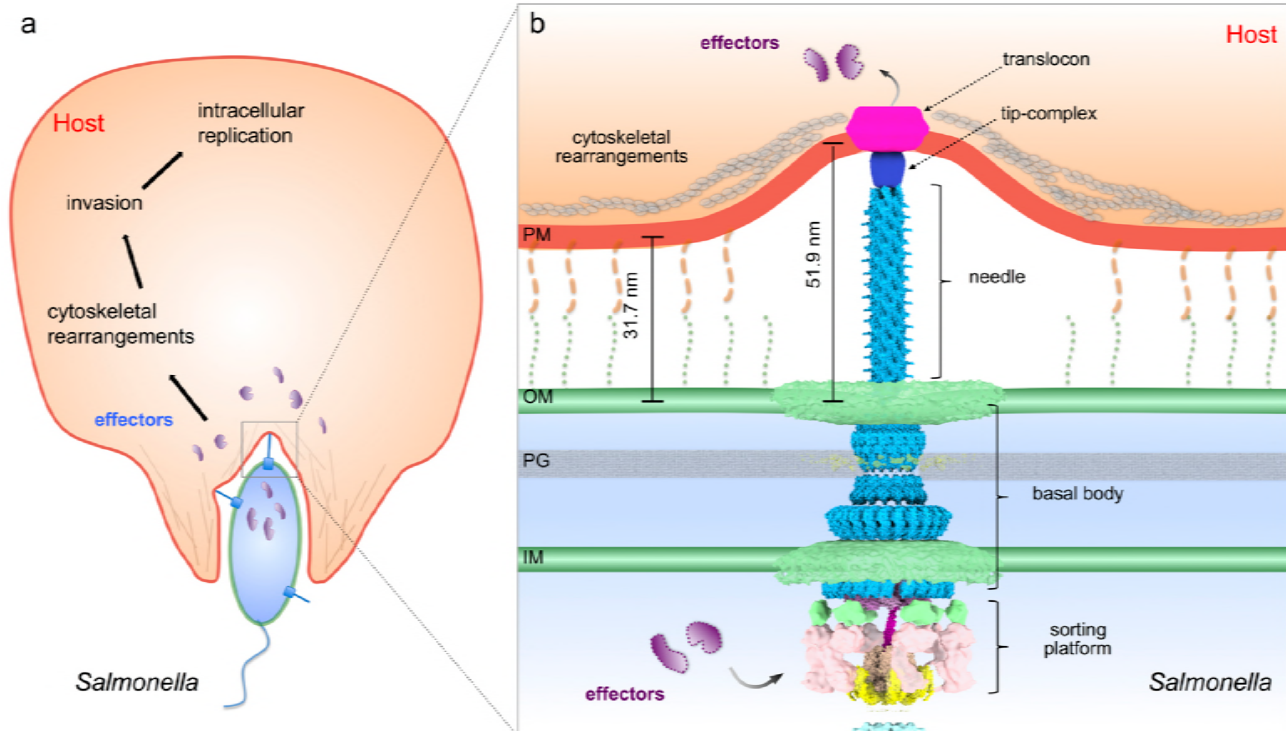 a
Host
intracellular
replication
invasion
cytoskeletal
rearrangements
effectors
Salmonella
b
effectors
Host
translocon
tip-complex
cytoskeletal
rearrangements
PM
31.7 nm
51.9 nm
needle
OM
PG
basal body
IM
sorting
platform
effectors
Salmonella